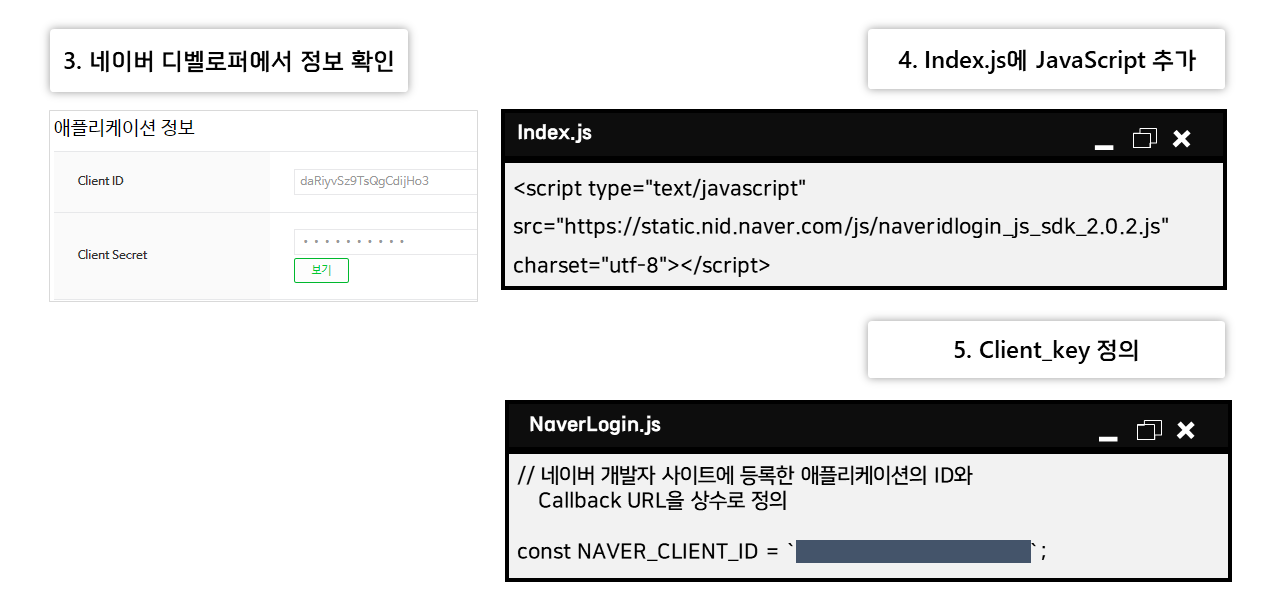 3. 네이버 디벨로퍼에서 정보 확인
애플리케이션 정보
Client ID
daRiyvSz9TsQgCdijHo3
Client Secret
••••••••••
보기
4. Index.js에 JavaScript 추가
Index.js
<script type="text/javascript"
src="https://static.nid.naver.com/js/naveridlogin_js_sdk_2.0.2.js"
charset="utf-8"></script>
5. Client_key 정의
NaverLogin.js
// 네이버 개발자 사이트에 등록한 애플리케이션의 ID와
Callback URL을 상수로 정의
const NAVER_CLIENT_ID = ` `;